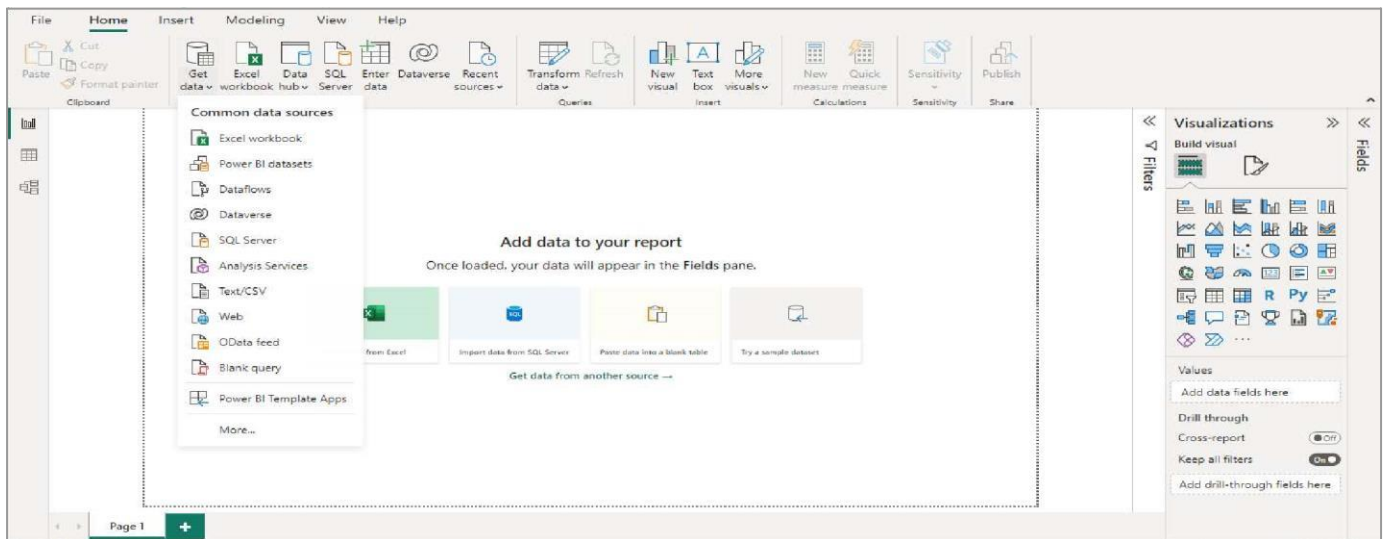 File Home Insert Modeling View Help
Paste
Cut
Copy
Format painter
Clipboard
Get data
Excel workbook
Data hub
SQL Server
Enter data
Dataverse
Recent sources
Transform data
Refresh
Queries
New visual
A
Text box
More visuals
Insert
New measure
Quick measure
Calculations
Sensitivity
Sensitivity
Publish
Share
Common data sources
Excel workbook
Power BI datasets
Dataflows
Dataverse
SQL Server
Analysis Services
Text/CSV
Web
OData feed
Blank query
Power BI Template Apps
More...
Add data to your report
Once loaded, your data will appear in the Fields pane.
SQL
from Excel
Import data from SQL Server
Paste data into a blank table
Try a sample dataset
Get data from another source →
Filters
Visualizations
Build visual
123
R Py
...
Values
Add data fields here
Drill through
Cross-report Off
Keep all filters On
Add drill-through fields here
Fields
Page 1 +